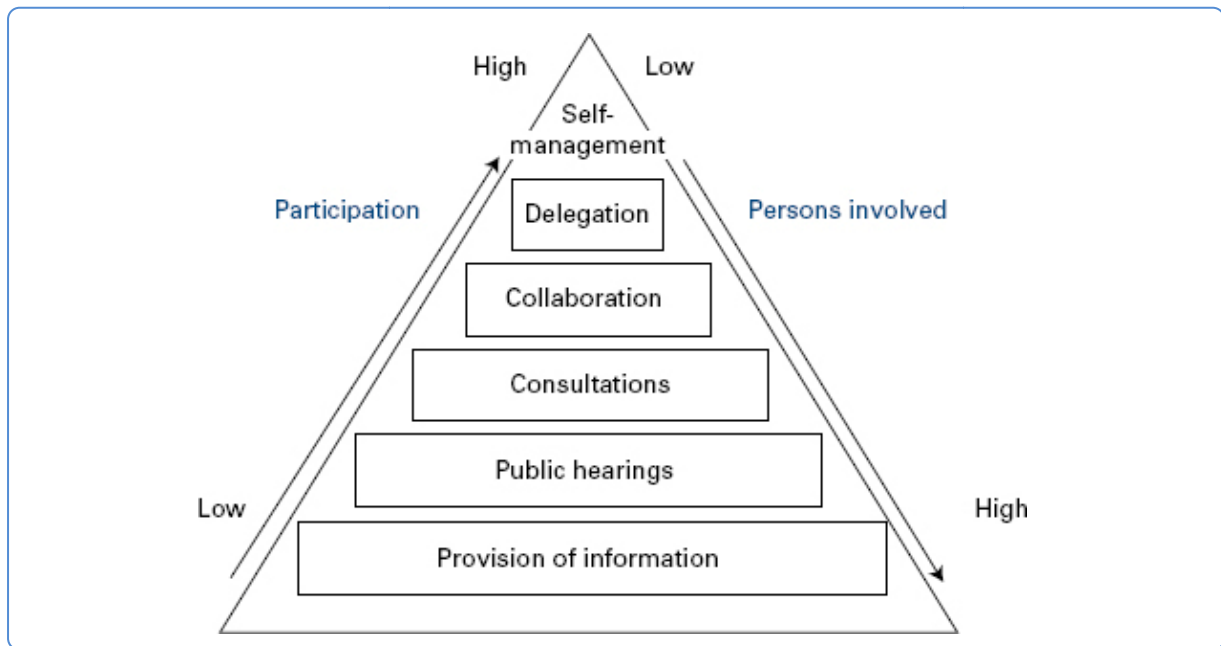 High
Low
Self-
management
Participation
Delegation
Persons involved
Collaboration
Consultations
Public hearings
Low
High
Provision of information